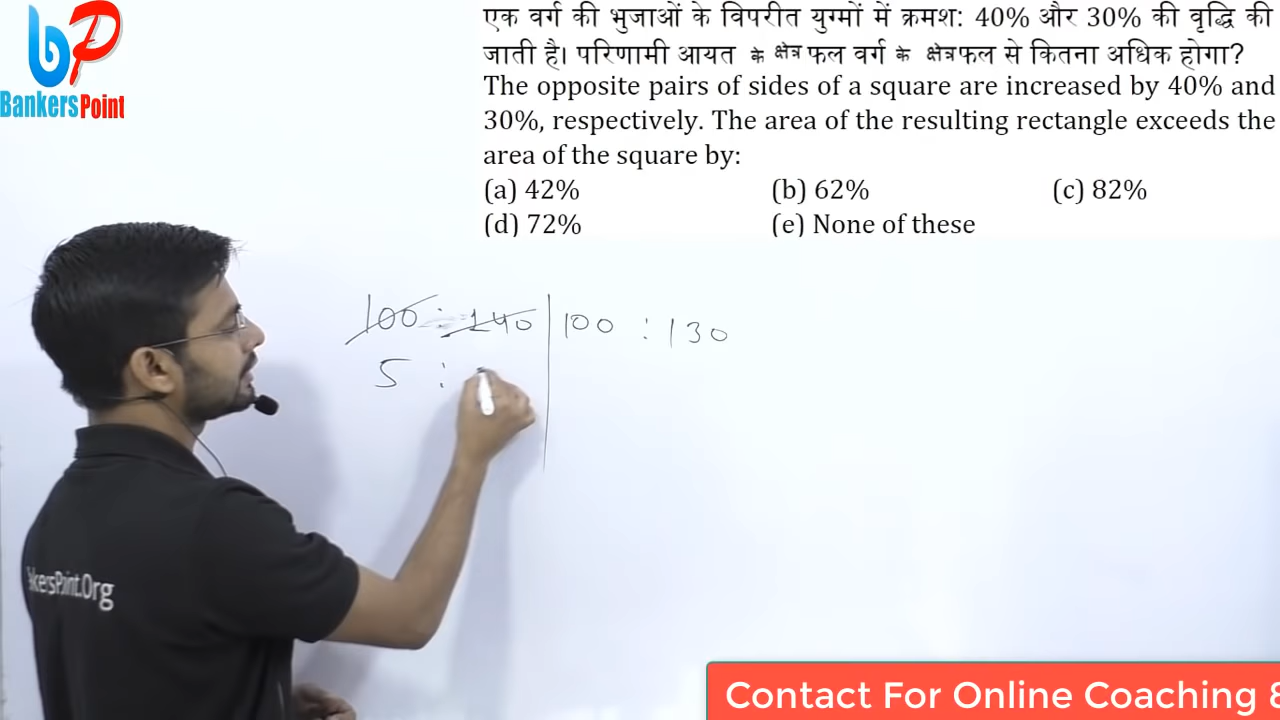 एक वर्ग की भुजाओं के विपरीत युग्मों में क्रमश: 40% और 30% की वृद्धि की
जाती है। परिणामी आयत के क्षेत्रफल वर्ग के क्षेत्रफल से कितना अधिक होगा?
The opposite pairs of sides of a square are increased by 40% and
30%, respectively. The area of the resulting rectangle exceeds the
area of the square by:
(a) 42% (b) 62% (c) 82%
(d) 72% (e) None of these
bP
BankersPoint
100 : 140 100 : 130
5 :
kersPoint.Org
Contact For Online Coaching 8